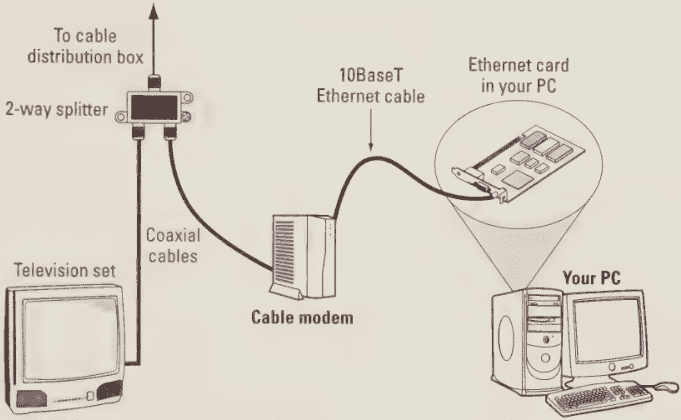 To cable
distribution box
2-way splitter
10BaseT
Ethernet cable
Ethernet card
in your PC
Coaxial
cables
Television set
Cable modem
Your PC